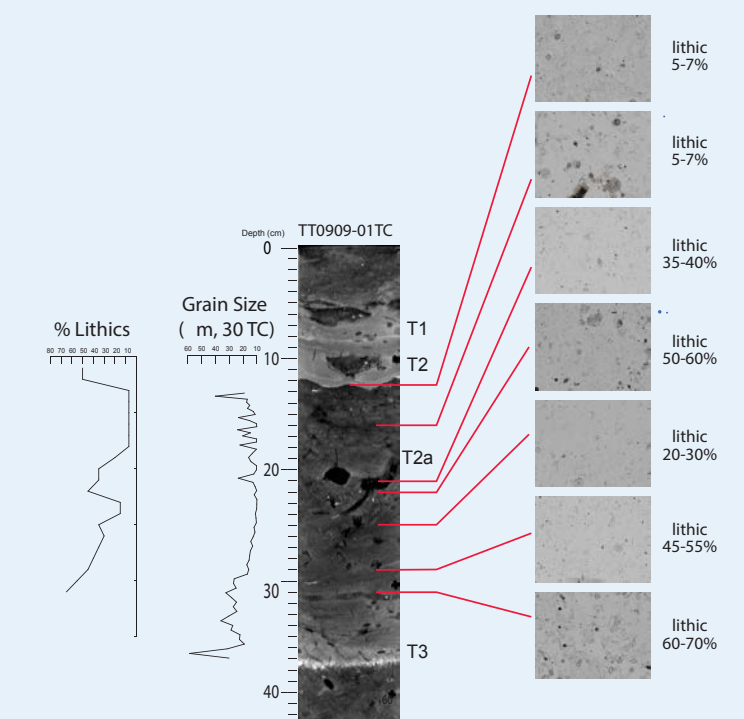 lithic
5-7%
lithic
5-7%
lithic
35-40%
lithic
50-60%
lithic
20-30%
lithic
45-55%
lithic
60-70%
Depth (cm)
TT0909-01TC
0
10
20
30
40
% Lithics
80 70 60 50 40 30 20 10
Grain Size
( m, 30 TC)
60 50 40 30 20 10
T1
T2
T2a
T3